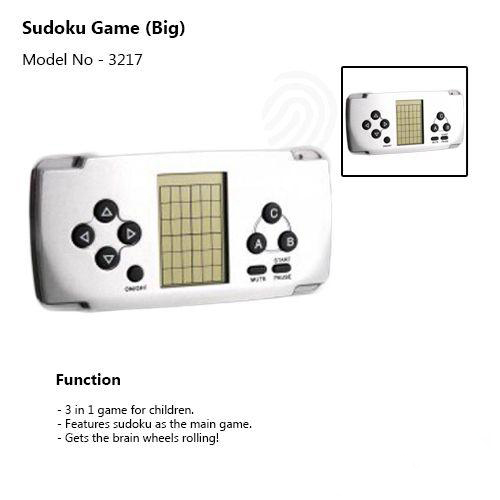 Sudoku Game (Big)
Model No - 3217
C
A B
START
MUTE PAUSE
ON/OFF
Function
- 3 in 1 game for children.
- Features sudoku as the main game.
- Gets the brain wheels rolling!